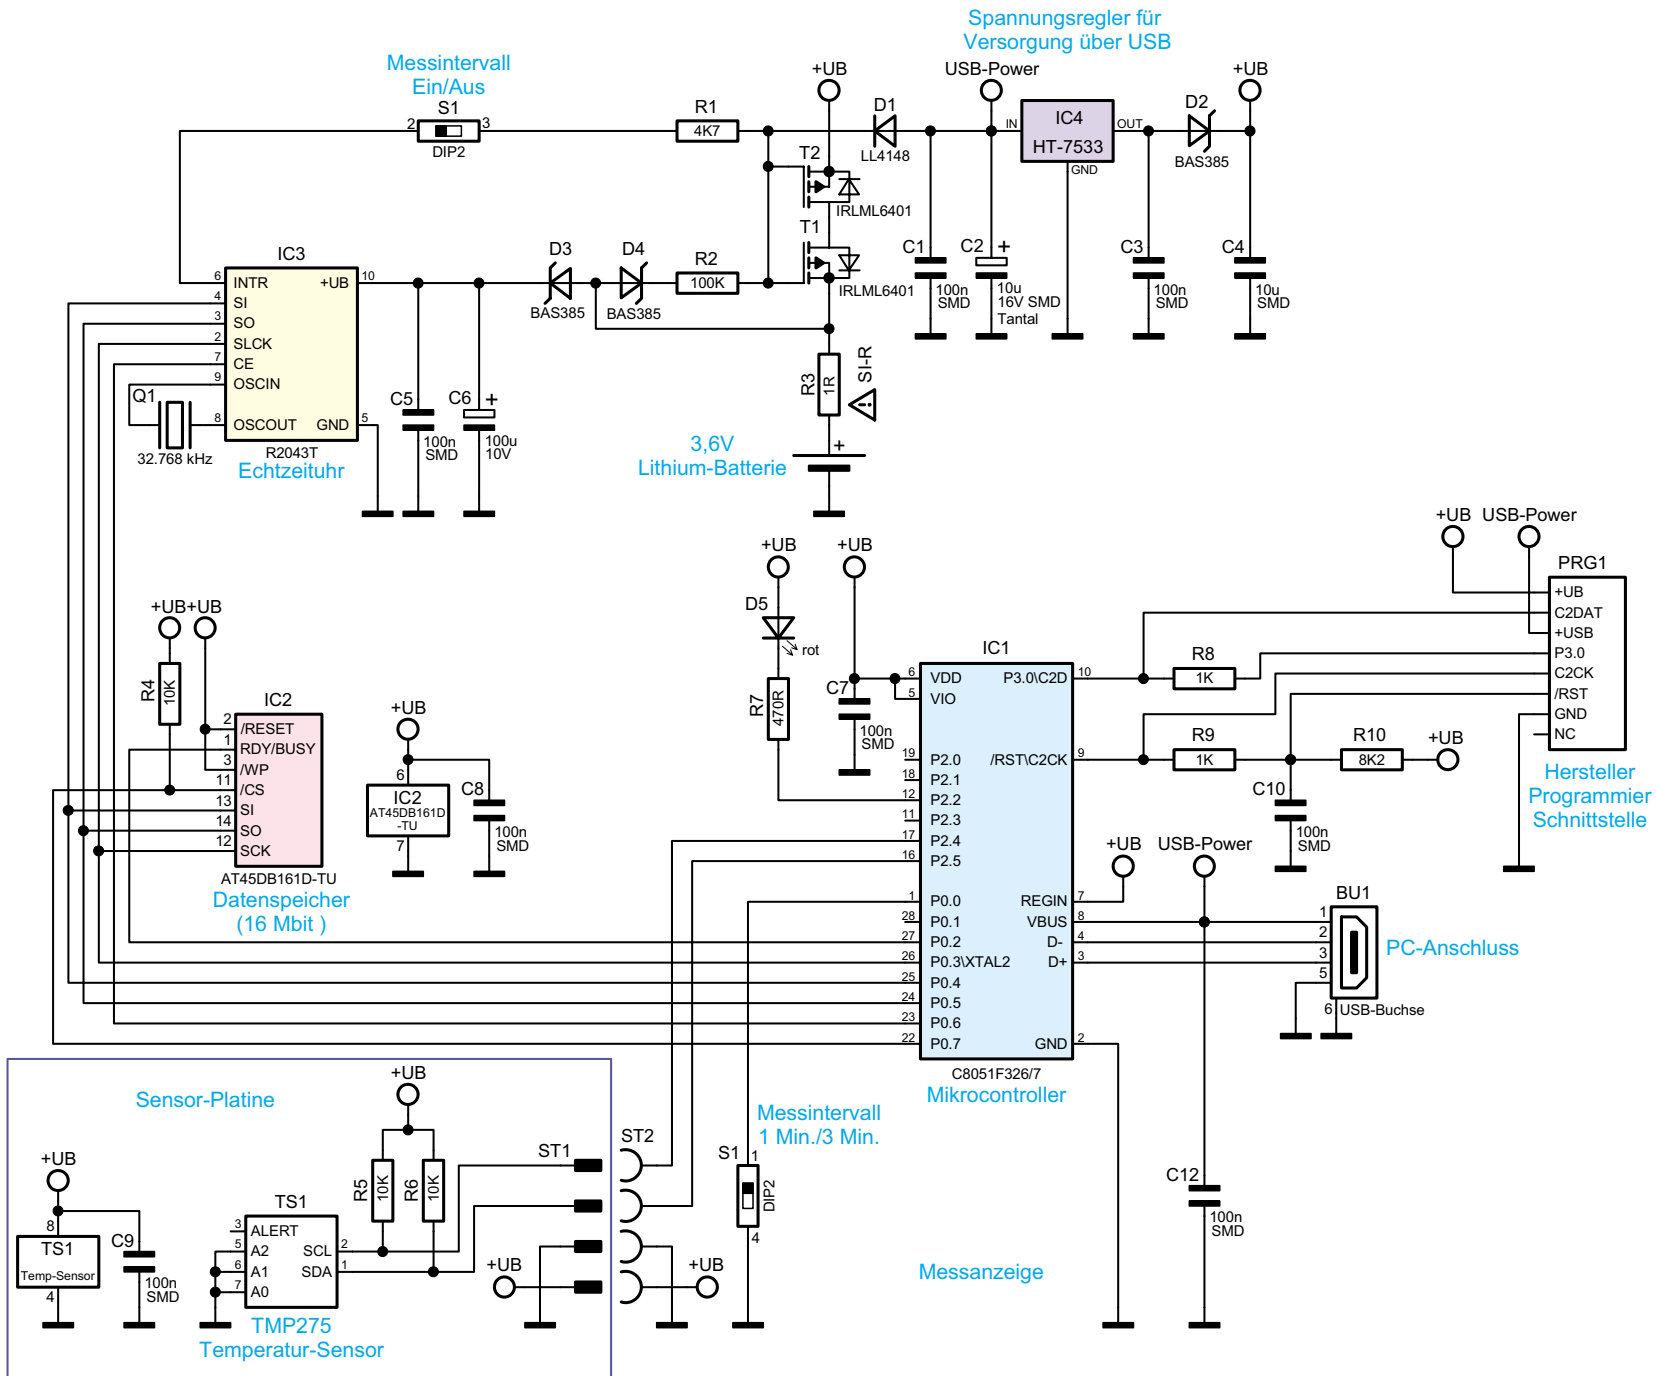 Spannungsregler für
Versorgung über USB
Messintervall
Ein/Aus
S1
2
3
DIP2
R1
4K7
+UB
D1
LL4148
USB-Power
IN
IC4
HT-7533
OUT
GND
D2
BAS385
+UB
T2
IRLML6401
T1
IRLML6401
C1
100n
SMD
C2
+
10u
16V SMD
Tantal
C3
100n
SMD
C4
10u
SMD
IC3
6 INTR
4 SI
3 SO
2 SLCK
7 CE
9 OSCIN
8 OSCOUT
+UB 10
GND 5
R2043T
Echtzeituhr
Q1
32.768 kHz
D3
BAS385
D4
BAS385
R2
100K
C5
100n
SMD
C6
+
100u
10V
R3
1R
SI-R
+
3,6V
Lithium-Batterie
+UB
USB-Power
PRG1
+UB
C2DAT
+USB
P3.0
C2CK
/RST
GND
NC
Hersteller
Programmier
Schnittstelle
+UB
+UB
D5
rot
R7
470R
C7
100n
SMD
+UB
+UB
R4
10K
IC2
2 /RESET
1 RDY/BUSY
3 /WP
11 /CS
13 SI
14 SO
12 SCK
AT45DB161D-TU
Datenspeicher
(16 Mbit )
+UB
6
IC2
AT45DB161D
-TU
7
C8
100n
SMD
IC1
6 VDD
5 VIO
19 P2.0
18 P2.1
12 P2.2
11 P2.3
17 P2.4
16 P2.5
1 P0.0
28 P0.1
27 P0.2
26 P0.3\XTAL2
25 P0.4
24 P0.5
23 P0.6
22 P0.7
P3.0\C2D 10
/RST\C2CK 9
REGIN 7
VBUS 8
D- 4
D+ 3
GND 2
C8051F326/7
Mikrocontroller
R8
1K
R9
1K
R10
8K2
+UB
C10
100n
SMD
+UB
USB-Power
BU1
1
2
3
5
6
USB-Buchse
PC-Anschluss
C12
100n
SMD
Sensor-Platine
+UB
+UB
8
TS1
Temp-Sensor
4
C9
100n
SMD
R5
10K
R6
10K
TS1
3 ALERT
5 A2
6 A1
7 A0
SCL 2
SDA 1
TMP275
Temperatur-Sensor
ST1
ST2
+UB
+UB
Messintervall
1 Min./3 Min.
S1
1
DIP2
4
Messanzeige